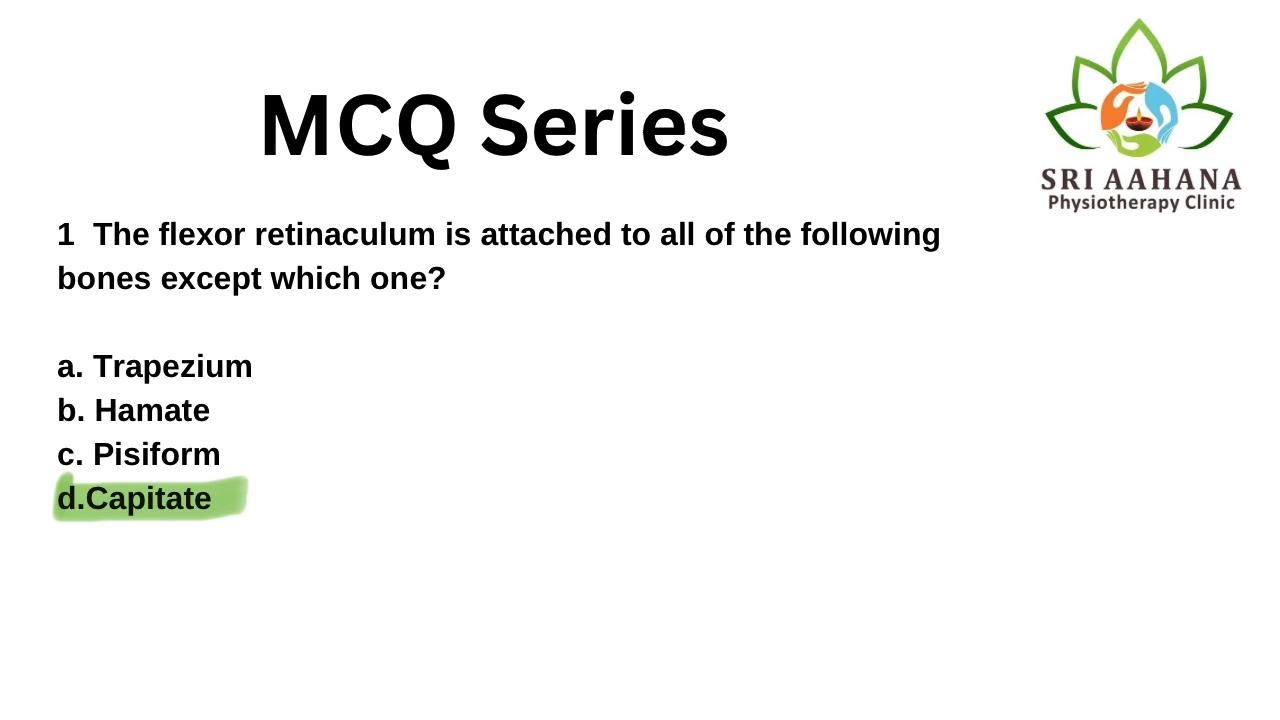 MCQ Series
SRI AAHANA
Physiotherapy Clinic
1  The flexor retinaculum is attached to all of the following
bones except which one?
a. Trapezium
b. Hamate
c. Pisiform
d.Capitate